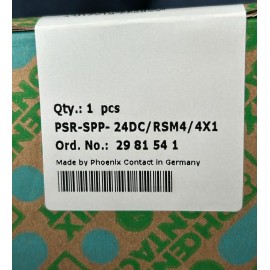 Qty.: 1 pcs
PSR-SPP- 24DC/RSM4/4X1
Ord. No.: 29 81 54 1
Made by Phoenix Contact in Germany